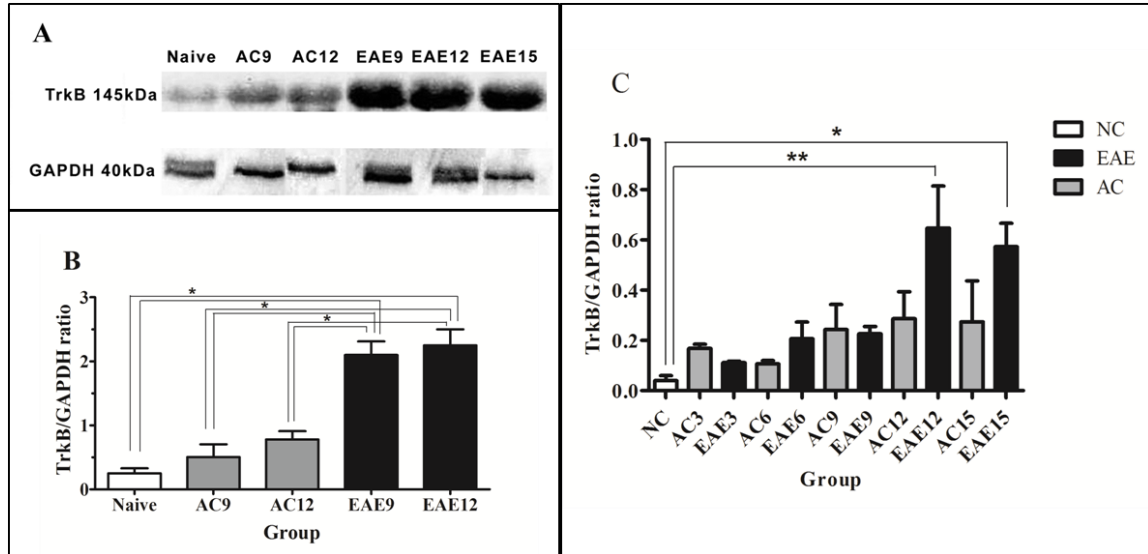 A
Naive AC9 AC12 EAE9 EAE12 EAE15
TrkB 145kDa
GAPDH 40kDa
B
TrkB/GAPDH ratio
3
2
1
0
*
*
*
Naive AC9 AC12 EAE9 EAE12
Group
C
TrkB/GAPDH ratio
1.0
0.8
0.6
0.4
0.2
0.0
*
**
NC AC3 EAE3 AC6 EAE6 AC9 EAE9 AC12 EAE12 AC15 EAE15
Group
NC
EAE
AC